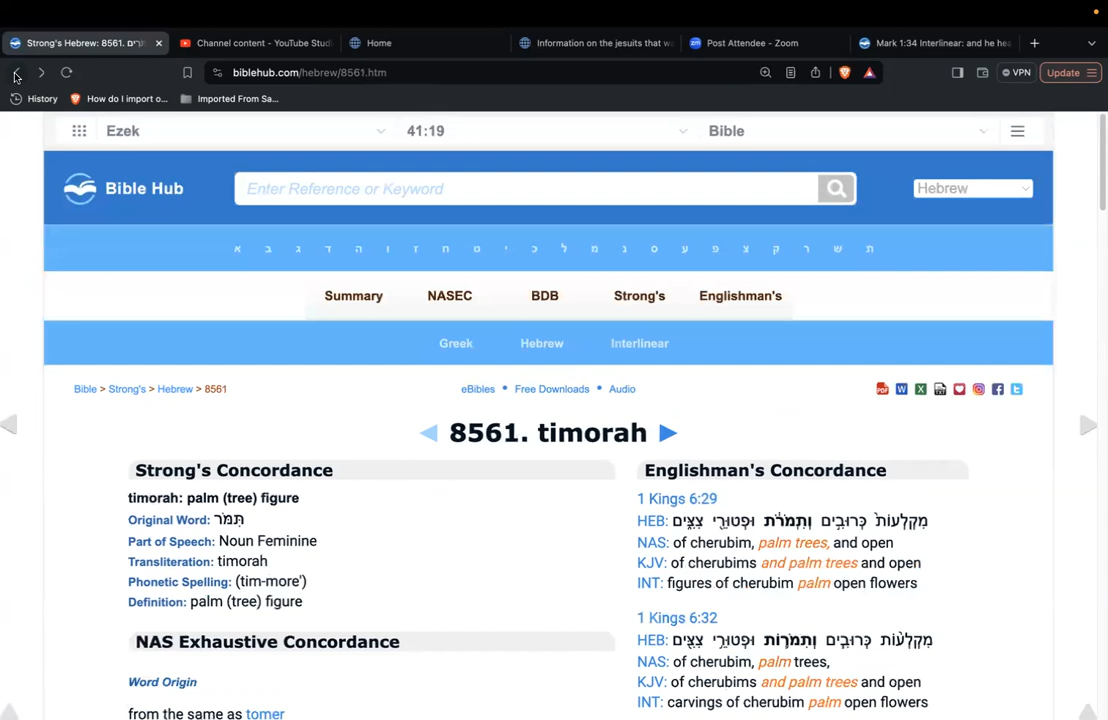 Strong's Hebrew: 8561. תִּמֹרִים
Channel content - YouTube Stud
Home
Information on the jesuits that w
Post Attendee - Zoom
Mark 1:34 Interlinear: and he hea
biblehub.com/hebrew/8561.htm
VPN
Update
History
How do I import o...
Imported From Sa...
Ezek
41:19
Bible
Bible Hub
Enter Reference or Keyword
Hebrew
א ב ג ד ה ו ז ח ט י כ ל מ נ ס ע פ צ ק ר ש ת
Summary NASEC BDB Strong's Englishman's
Greek Hebrew Interlinear
Bible > Strong's > Hebrew > 8561
eBibles • Free Downloads • Audio
PDF W X TXT
8561. timorah
Strong's Concordance
timorah: palm (tree) figure
Original Word: תִּמֹּר
Part of Speech: Noun Feminine
Transliteration: timorah
Phonetic Spelling: (tim-more')
Definition: palm (tree) figure
NAS Exhaustive Concordance
Word Origin
from the same as tomer
Englishman's Concordance
1 Kings 6:29
HEB: מִקְלְעוֹת֙ כְּרוּבִ֣ים וְתִֽמֹרֹ֔ת וּפְטוּרֵ֖י צִצִּ֑ים
NAS: of cherubim, palm trees, and open
KJV: of cherubims and palm trees and open
INT: figures of cherubim palm open flowers
1 Kings 6:32
HEB: מִקְלְע֨וֹת כְּרוּבִ֧ים וְתִמֹר֛וֹת וּפְטוּרֵ֥י צִצִּ֖ים
NAS: of cherubim, palm trees,
KJV: of cherubims and palm trees and open
INT: carvings of cherubim palm open flowers